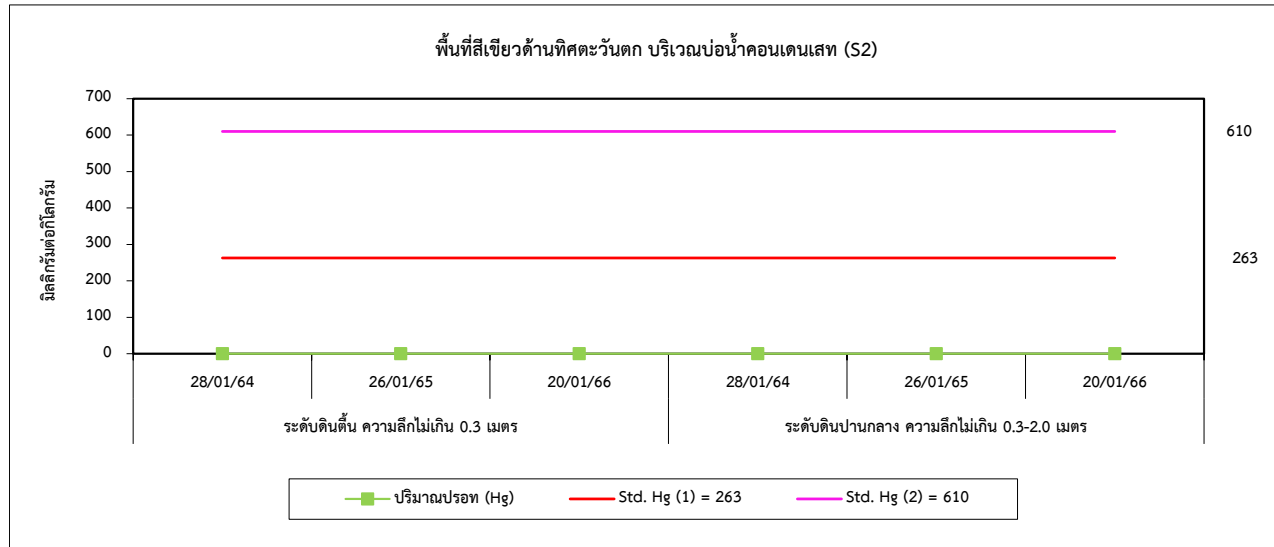 พื้นที่สีเขียวด้านทิศตะวันตก บริเวณบ่อน้ำคอนเดนเสท (S2)
มิลลิกรัมต่อกิโลกรัม
700
600
500
400
300
200
100
0
610
263
28/01/64 26/01/65 20/01/66 28/01/64 26/01/65 20/01/66
ระดับดินตื้น ความลึกไม่เกิน 0.3 เมตร ระดับดินปานกลาง ความลึกไม่เกิน 0.3-2.0 เมตร
ปริมาณปรอท (Hg) Std. Hg (1) = 263 Std. Hg (2) = 610